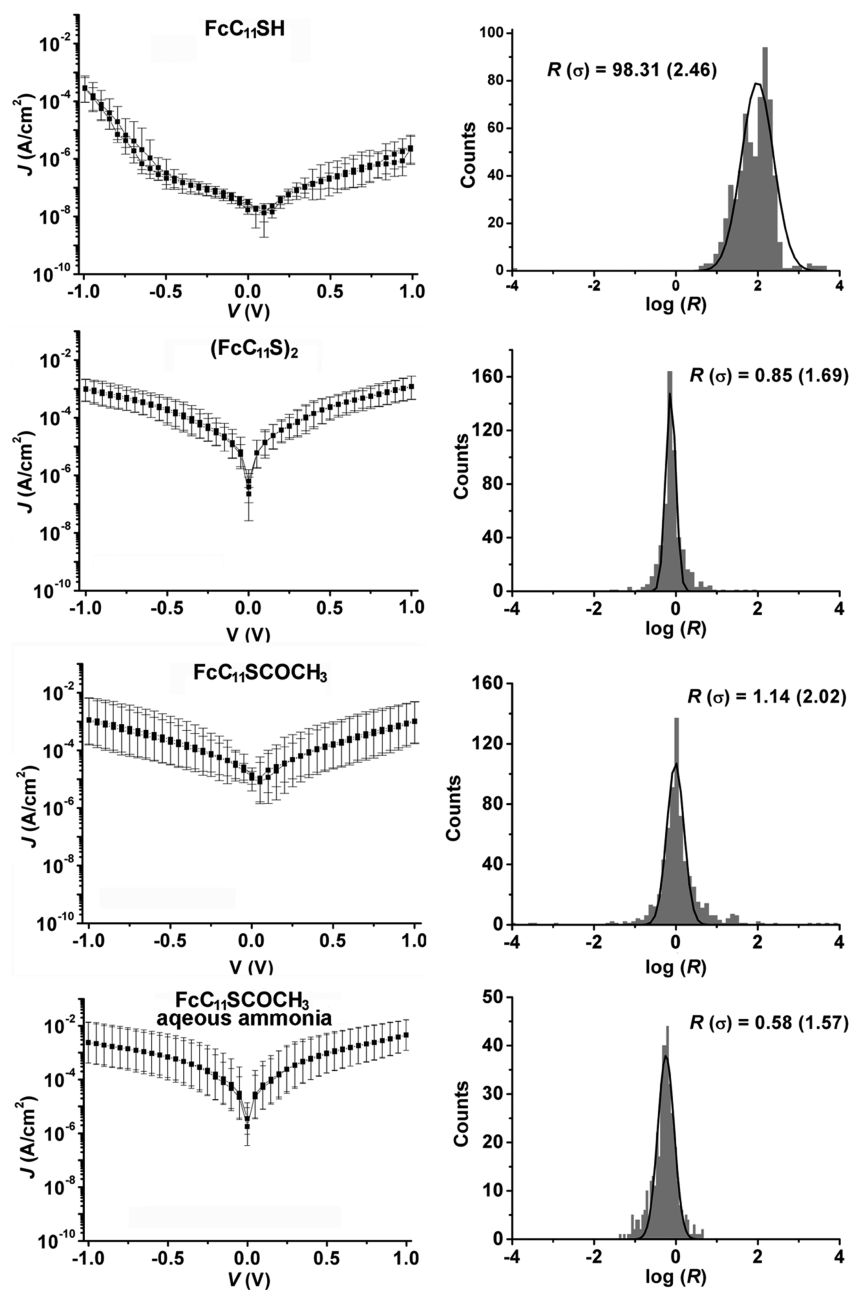 FcC₁₁SH
10⁻²
10⁻⁴
10⁻⁶
10⁻⁸
10⁻¹⁰
J (A/cm²)
-1.0 -0.5 0.0 0.5 1.0
V (V)
R (σ) = 98.31 (2.46)
100
80
60
40
20
0
Counts
-4 -2 0 2 4
log (R)
(FcC₁₁S)₂
10⁻²
10⁻⁴
10⁻⁶
10⁻⁸
10⁻¹⁰
J (A/cm²)
-1.0 -0.5 0.0 0.5 1.0
V (V)
R (σ) = 0.85 (1.69)
160
120
80
40
0
Counts
-4 -2 0 2 4
log (R)
FcC₁₁SCOCH₃
10⁻²
10⁻⁴
10⁻⁶
10⁻⁸
10⁻¹⁰
J (A/cm²)
-1.0 -0.5 0.0 0.5 1.0
V (V)
R (σ) = 1.14 (2.02)
160
120
80
40
0
Counts
-4 -2 0 2 4
log (R)
FcC₁₁SCOCH₃
aqeous ammonia
10⁻²
10⁻⁴
10⁻⁶
10⁻⁸
10⁻¹⁰
J (A/cm²)
-1.0 -0.5 0.0 0.5 1.0
V (V)
R (σ) = 0.58 (1.57)
50
40
30
20
10
0
Counts
-4 -2 0 2 4
log (R)